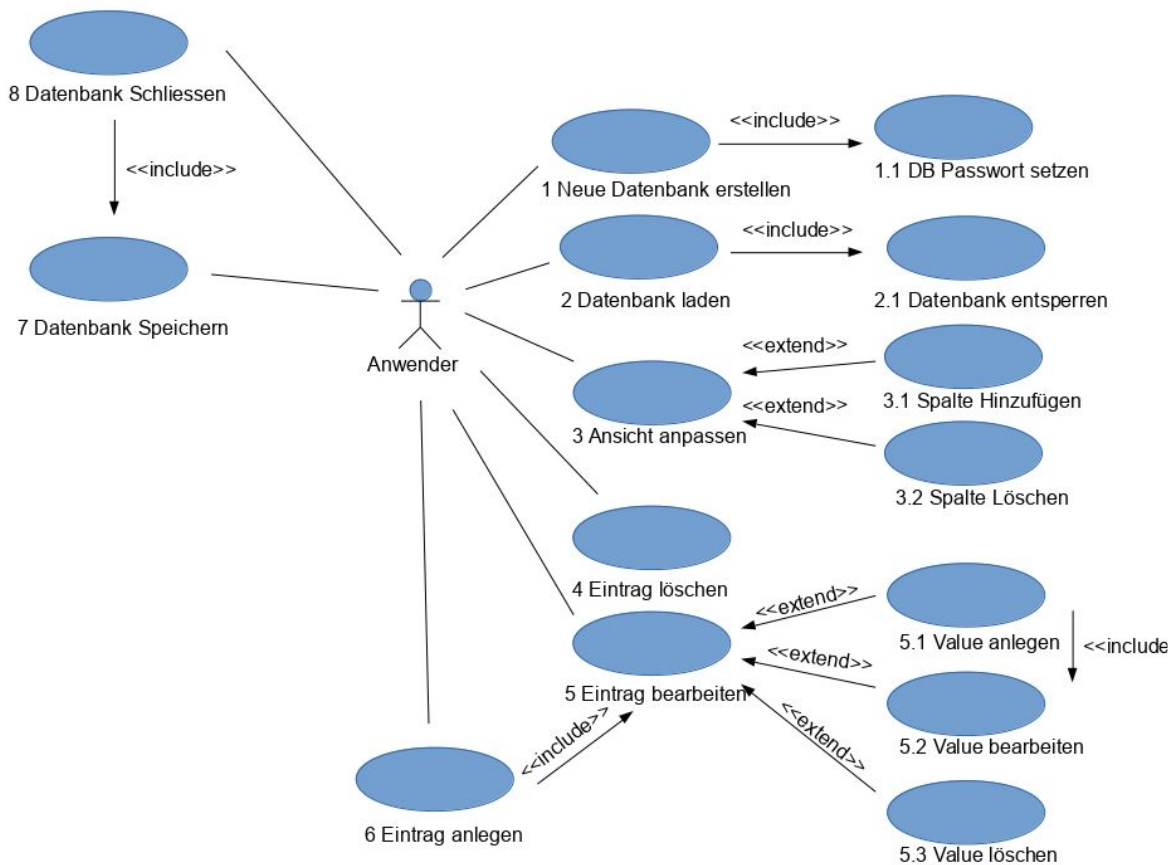 8 Datenbank Schliessen
<<include>>
7 Datenbank Speichern
Anwender
1 Neue Datenbank erstellen
<<include>>
1.1 DB Passwort setzen
2 Datenbank laden
<<include>>
2.1 Datenbank entsperren
3 Ansicht anpassen
<<extend>>
3.1 Spalte Hinzufügen
<<extend>>
3.2 Spalte Löschen
4 Eintrag löschen
5 Eintrag bearbeiten
<<extend>>
5.1 Value anlegen
<<include
<<extend>>
5.2 Value bearbeiten
<<extend>>
5.3 Value löschen
<<include>>
6 Eintrag anlegen